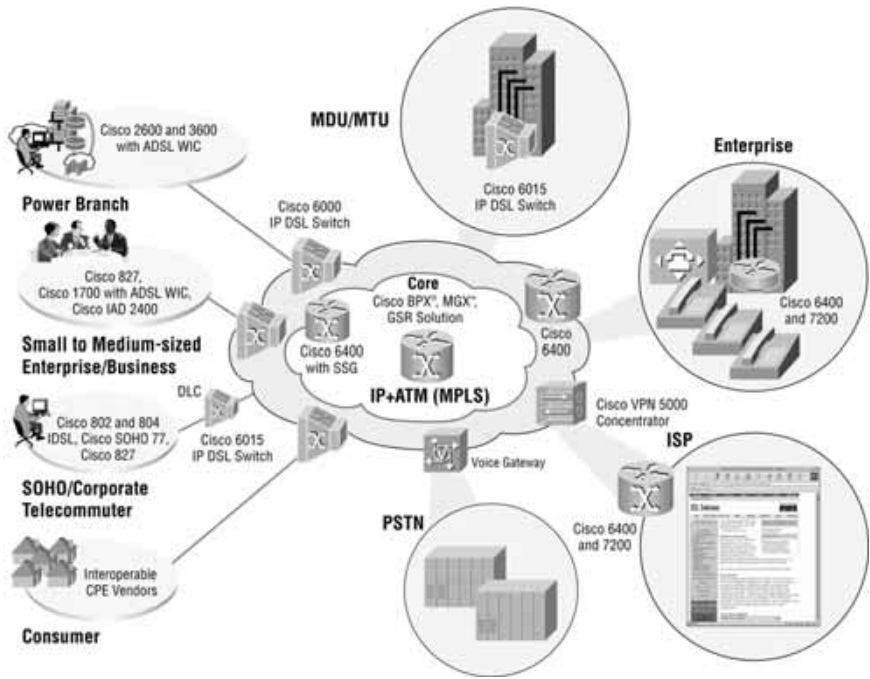 MDU/MTU
Cisco 6015
IP DSL Switch
Cisco 2600 and 3600
with ADSL WIC
Power Branch
Cisco 6000
IP DSL Switch
Enterprise
Cisco 6400
and 7200
Cisco 827,
Cisco 1700 with ADSL WIC,
Cisco IAD 2400
Small to Medium-sized
Enterprise/Business
Core
Cisco BPX™, MGX™,
GSR Solution
Cisco 6400
with SSG
IP+ATM (MPLS)
Cisco
6400
DLC
Cisco 802 and 804
IDSL, Cisco SOHO 77,
Cisco 827
Cisco 6015
IP DSL Switch
SOHO/Corporate
Telecommuter
Cisco VPN 5000
Concentrator
Voice Gateway
ISP
Cisco 6400
and 7200
PSTN
Interoperable
CPE Vendors
Consumer